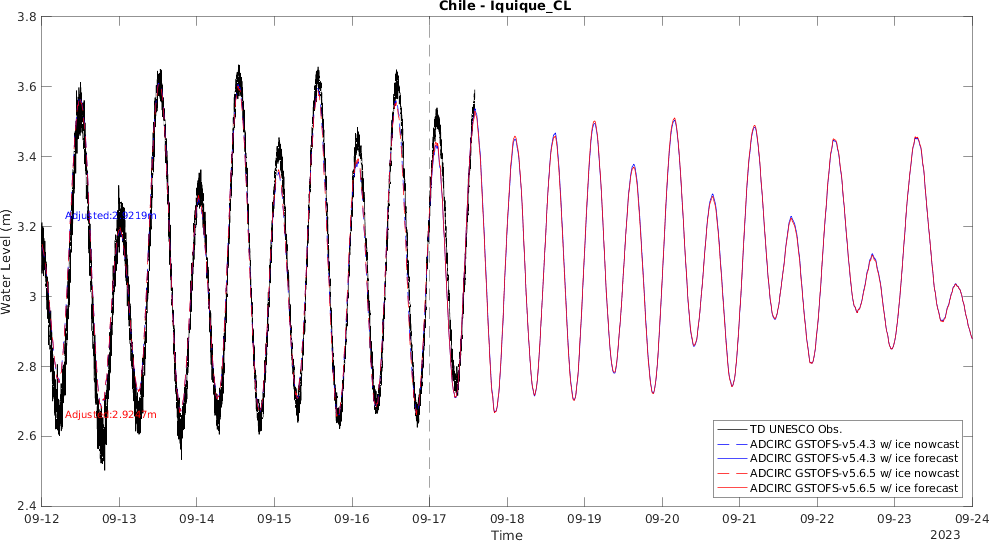 Chile - Iquique_CL
Water Level (m)
3.8
3.6
3.4
3.2
3
2.8
2.6
2.4
Adjusted:2.9219m
Adjusted:2.9247m
TD UNESCO Obs.
ADCIRC GSTOFS-v5.4.3 w/ ice nowcast
ADCIRC GSTOFS-v5.4.3 w/ ice forecast
ADCIRC GSTOFS-v5.6.5 w/ ice nowcast
ADCIRC GSTOFS-v5.6.5 w/ ice forecast
09-12 09-13 09-14 09-15 09-16 09-17 09-18 09-19 09-20 09-21 09-22 09-23 09-24
Time
2023